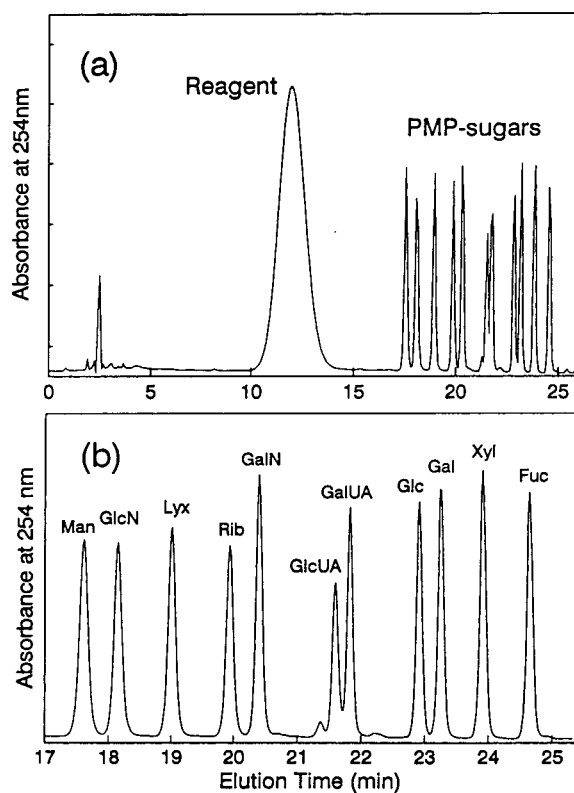 (a)
Reagent
PMP-sugars
Absorbance at 254nm
0 5 10 15 20 25
(b)
Man
GlcN
Lyx
Rib
GalN
GlcUA
GalUA
Glc
Gal
Xyl
Fuc
Absorbance at 254 nm
17 18 19 20 21 22 23 24 25
Elution Time (min)